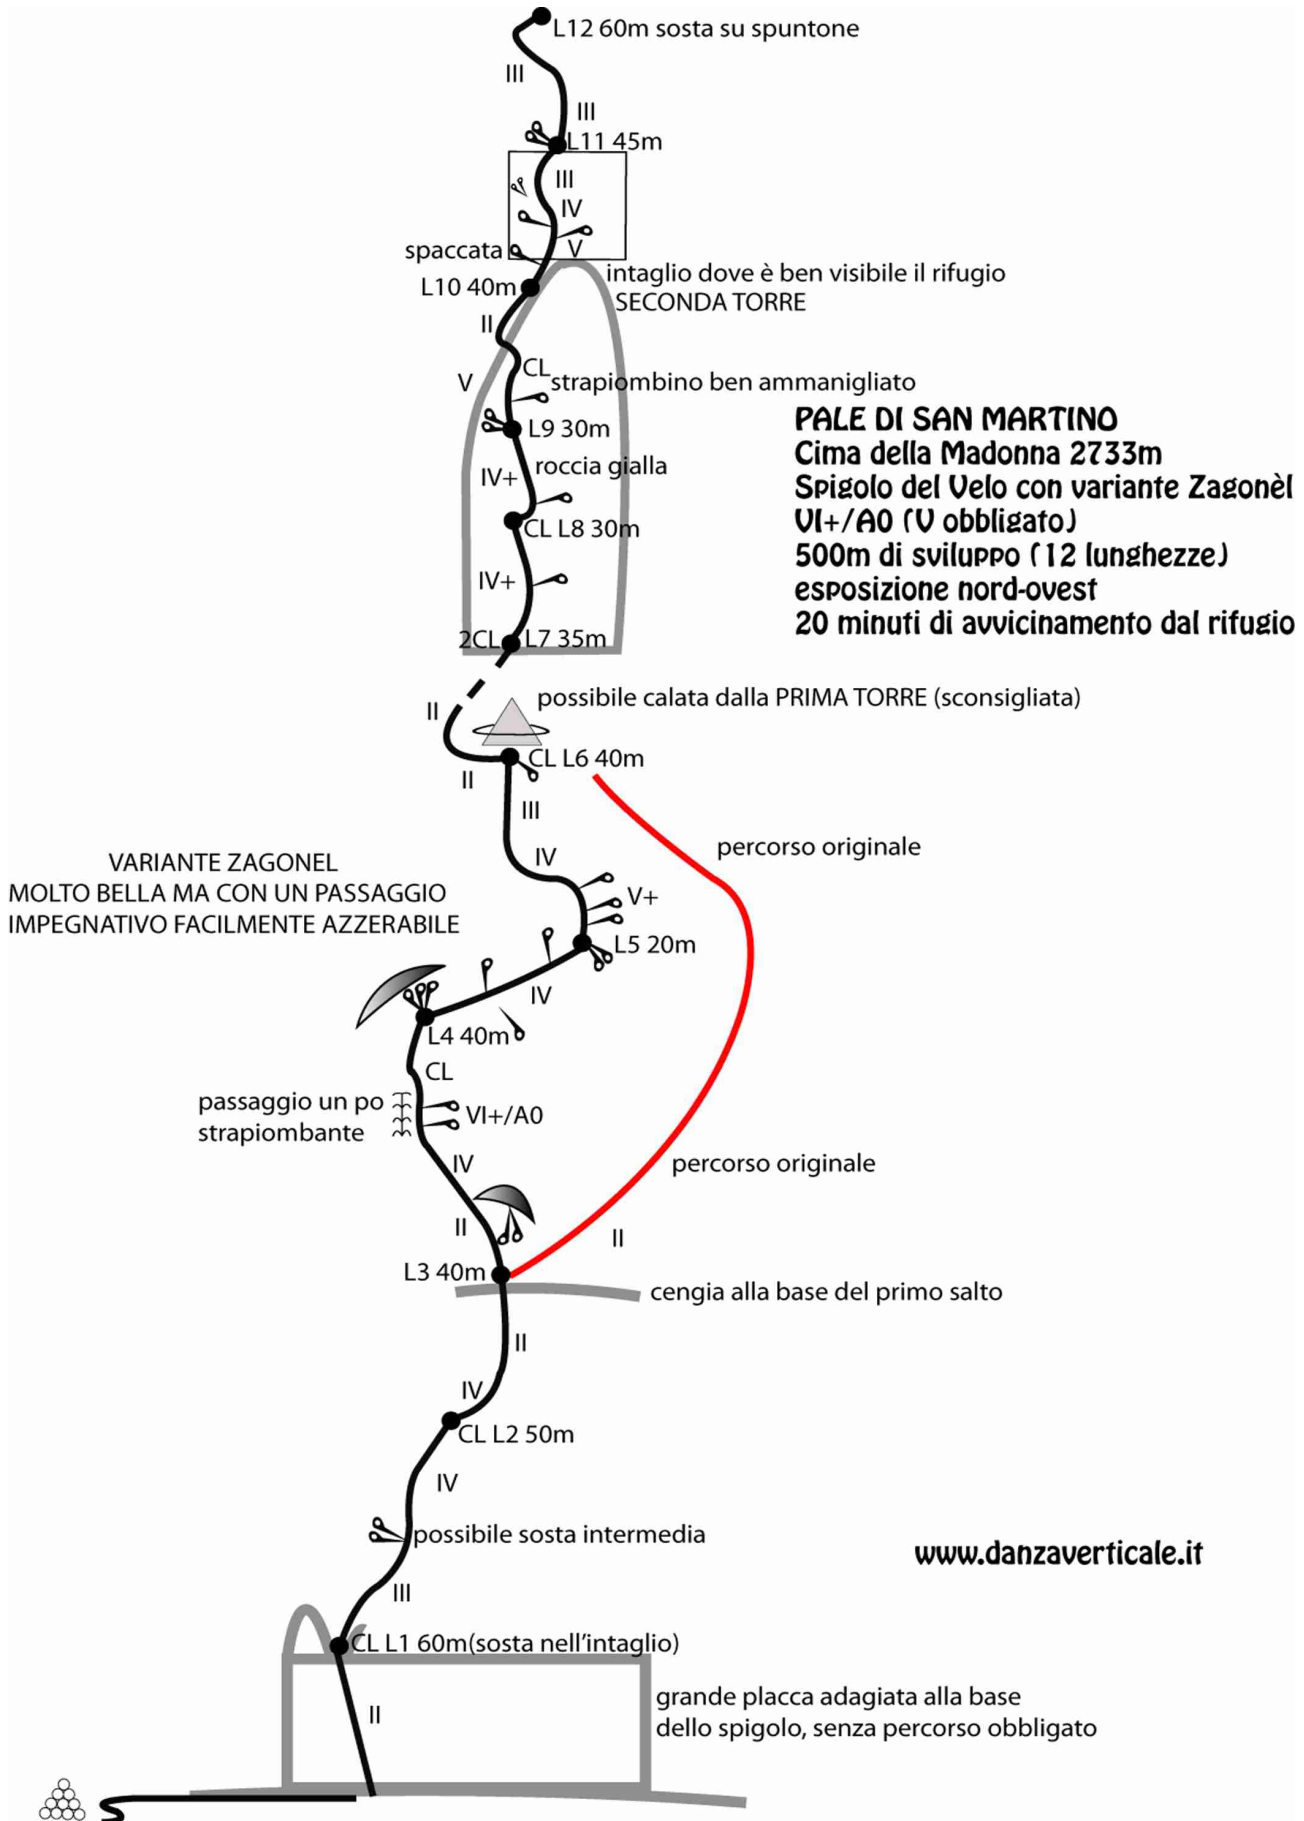 L12 60m sosta su spuntone
III
III
L11 45m
III
IV
spaccata
V
L10 40m
intaglio dove è ben visibile il rifugio
SECONDA TORRE
II
CL
V
strapiombino ben ammanigliato
L9 30m
roccia gialla
IV+
CL L8 30m
IV+
2CL
L7 35m
PALE DI SAN MARTINO
Cima della Madonna 2733m
Spigolo del Velo con variante Zagonèl
VI+/A0 (V obbligato)
500m di sviluppo (12 lunghezze)
esposizione nord-ovest
20 minuti di avvicinamento dal rifugio
possibile calata dalla PRIMA TORRE (sconsigliata)
II
CL L6 40m
II
III
percorso originale
IV
VARIANTE ZAGONEL
MOLTO BELLA MA CON UN PASSAGGIO
IMPEGNATIVO FACILMENTE AZZERABILE
V+
L5 20m
IV
L4 40m
CL
passaggio un po
strapiombante
VI+/A0
IV
percorso originale
II
II
L3 40m
cengia alla base del primo salto
II
IV
CL L2 50m
IV
possibile sosta intermedia
www.danzaverticale.it
III
CL L1 60m(sosta nell'intaglio)
II
grande placca adagiata alla base
dello spigolo, senza percorso obbligato